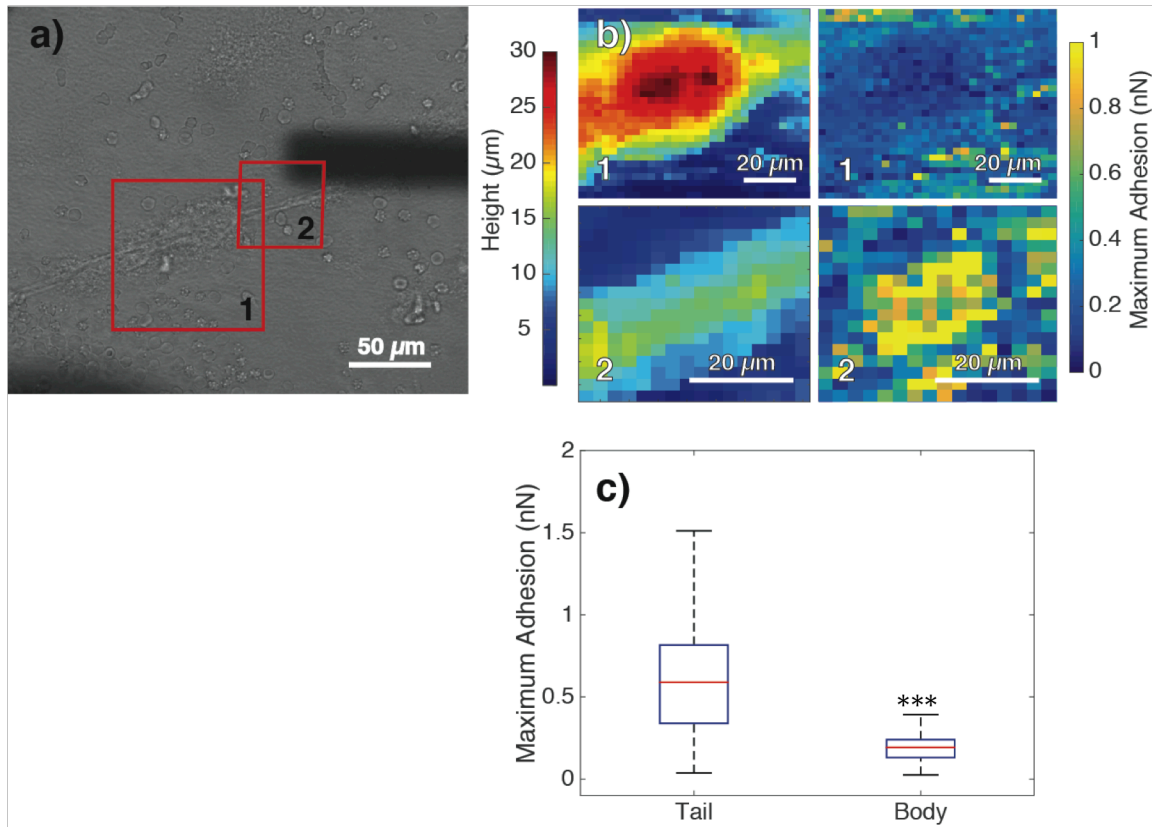 a)
1
2
50 µm
Height (µm)
30
25
20
15
10
5
b)
1
20 µm
1
20 µm
2
20 µm
2
20 µm
1
0.8
0.6
0.4
0.2
0
Maximum Adhesion (nN)
c)
Maximum Adhesion (nN)
2
1.5
1
0.5
0
***
Tail
Body